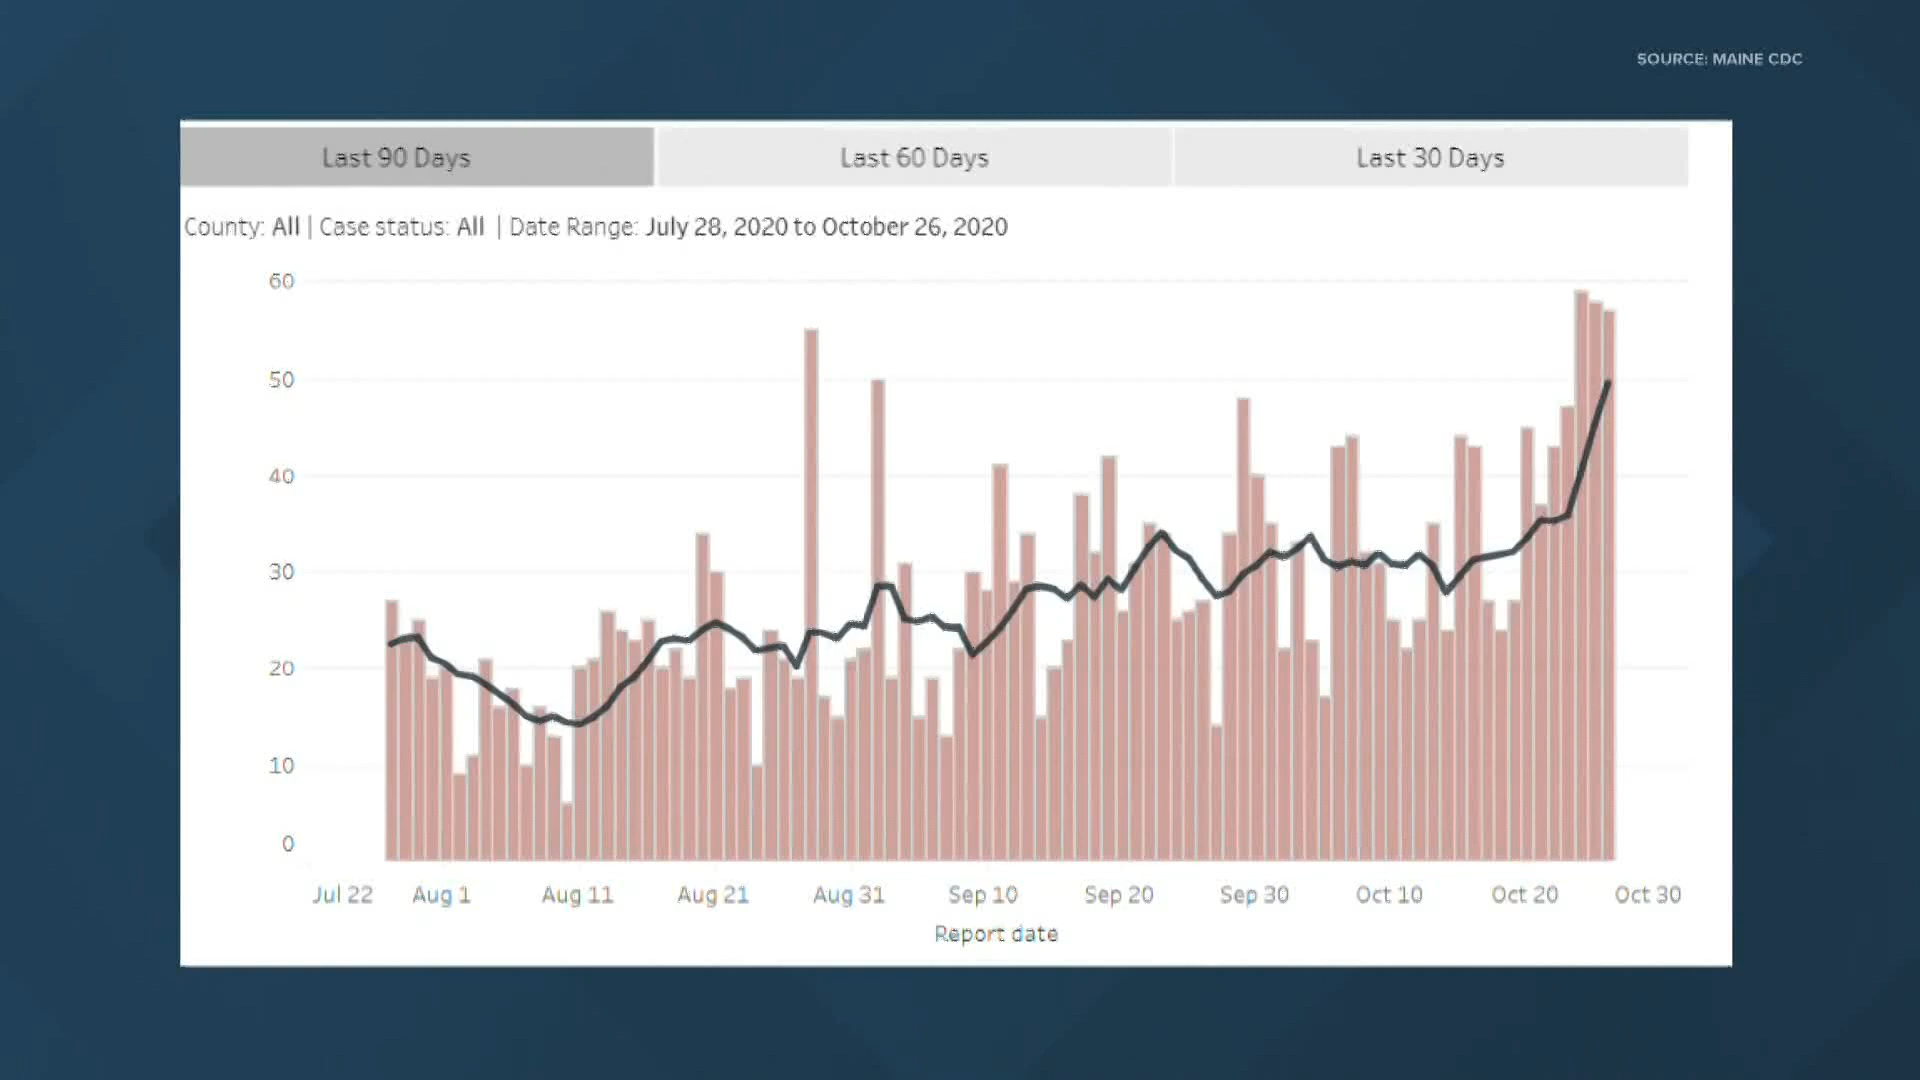 SOURCE: MAINE CDC
Last 90 Days Last 60 Days Last 30 Days
County: All | Case status: All | Date Range: July 28, 2020 to October 26, 2020
60
50
40
30
20
10
0
Jul 22 Aug 1 Aug 11 Aug 21 Aug 31 Sep 10 Sep 20 Sep 30 Oct 10 Oct 20 Oct 30
Report date